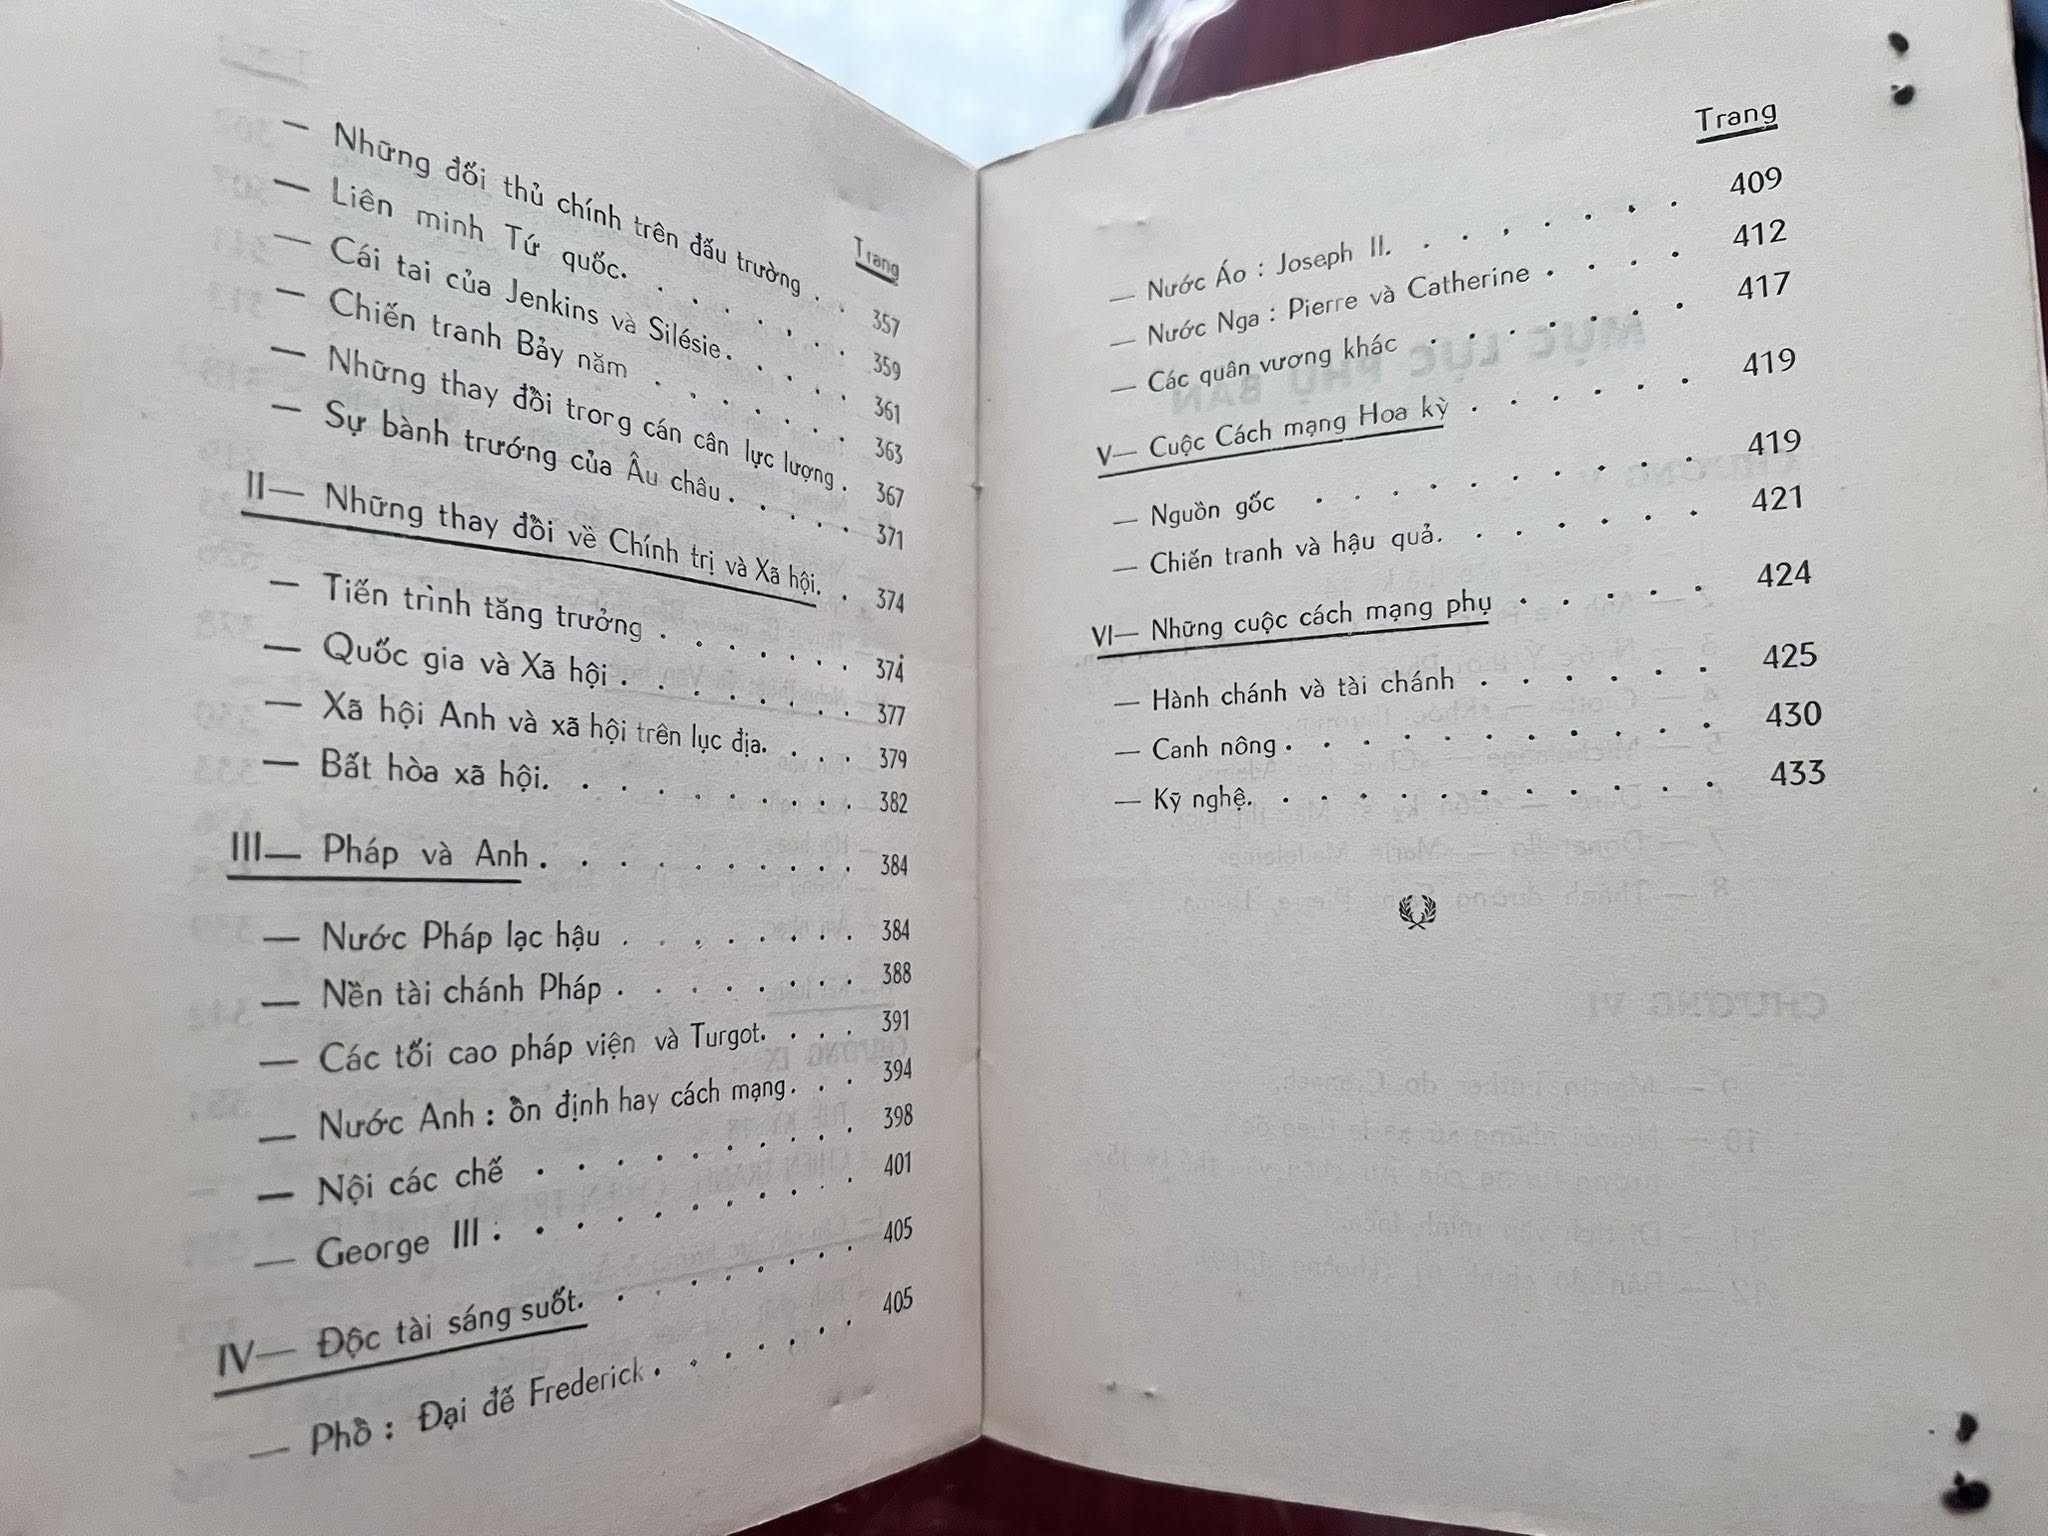 Trang
— Những đối thủ chính trên đấu trường . . 357
— Liên minh Tứ quốc. . . . . . . 359
— Cái tai của Jenkins và Silésie. . . . 361
— Chiến tranh Bảy năm . . . . . . 363
— Những thay đổi trong cán cân lực lượng . 367
— Sự bành trướng của Âu châu . . . . . 371
II— Những thay đổi về Chính trị và Xã hội. . 374
— Tiến trình tăng trưởng . . . . . . . 374
— Quốc gia và Xã hội . . . . . . . . 377
— Xã hội Anh và xã hội trên lục địa. . . . 379
— Bất hòa xã hội. . . . . . . . . 382
III— Pháp và Anh . . . . . . . . . 384
— Nước Pháp lạc hậu . . . . . . . . 384
— Nền tài chánh Pháp . . . . . . . . 388
— Các tối cao pháp viện và Turgot. . . . 391
— Nước Anh : ổn định hay cách mạng. . . 394
— Nội các chế . . . . . . . . . 398
— George III : . . . . . . . . . 401
IV— Độc tài sáng suốt. . . . . . . . 405
— Phổ : Đại đế Frederick . . . . . . . 405
Trang
— Nước Áo : Joseph II. . . . . . . . 409
— Nước Nga : Pierre và Catherine . . . . 412
— Các quân vương khác . . . . . . . 417
V— Cuộc Cách mạng Hoa kỳ . . . . . . 419
— Nguồn gốc . . . . . . . . . . 419
— Chiến tranh và hậu quả. . . . . . . 421
VI— Những cuộc cách mạng phụ . . . . . 424
— Hành chánh và tài chánh . . . . . . 425
— Canh nông . . . . . . . . . . 430
— Kỹ nghệ. . . . . . . . . . . 433